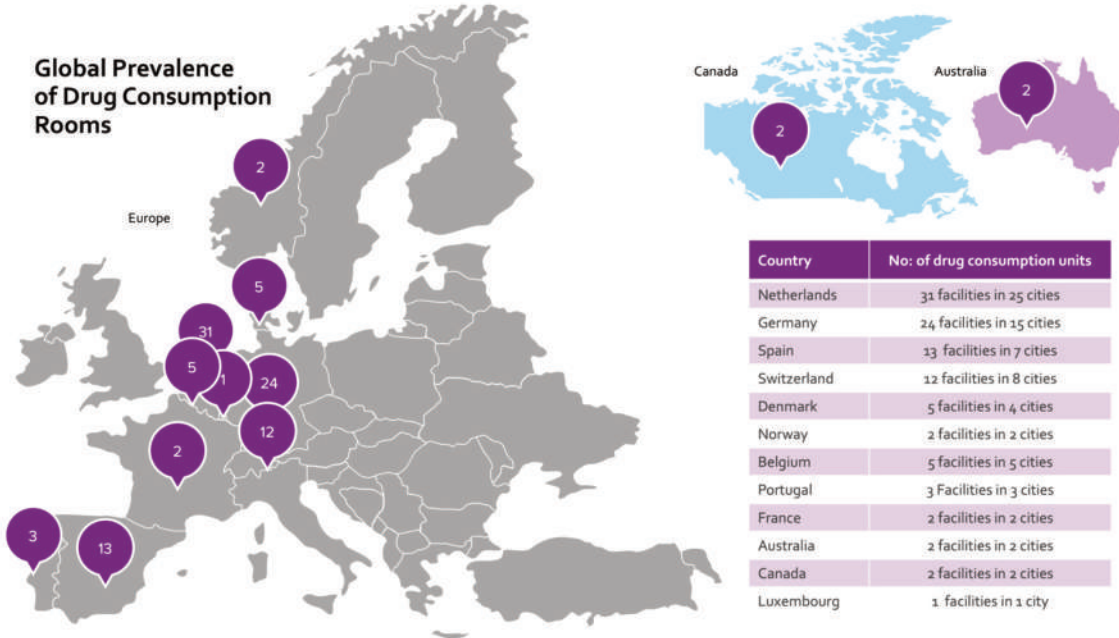 Global Prevalence
of Drug Consumption
Rooms
Europe
2
5
31
5
1
24
12
2
3
13
Canada
2
Australia
2
Country No: of drug consumption units
Netherlands 31 facilities in 25 cities
Germany 24 facilities in 15 cities
Spain 13 facilities in 7 cities
Switzerland 12 facilities in 8 cities
Denmark 5 facilities in 4 cities
Norway 2 facilities in 2 cities
Belgium 5 facilities in 5 cities
Portugal 3 Facilities in 3 cities
France 2 facilities in 2 cities
Australia 2 facilities in 2 cities
Canada 2 facilities in 2 cities
Luxembourg 1 facilities in 1 city